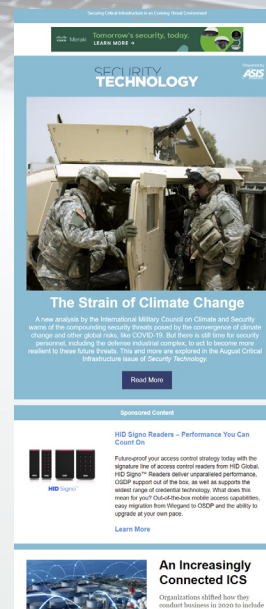 Securing Critical Infrastructure in an Evolving Threat Environment
cisco Meraki
Tomorrow's security, today.
LEARN MORE →
SECURITY
TECHNOLOGY
Powered by
ASIS
The Strain of Climate Change
A new analysis by the International Military Council on Climate and Security
warns of the compounding security threats posed by the convergence of climate
change and other global risks, like COVID-19. But there is still time for security
personnel, including the defense industrial complex, to act to become more
resilient to these future threats. This and more are explored in the August Critical
Infrastructure issue of Security Technology.
Read More
Sponsored Content
HID Signo Readers – Performance You Can
Count On
Future-proof your access control strategy today with the
signature line of access control readers from HID Global.
HID Signo™ Readers deliver unparalleled performance,
OSDP support out of the box, as well as supports the
widest range of credential technology. What does this
mean for you? Out-of-the-box mobile access capabilities,
easy migration from Wiegand to OSDP and the ability to
upgrade at your own pace.
HID Signo™
Learn More
An Increasingly
Connected ICS
Organizations shifted how they
conduct business in 2020 to include